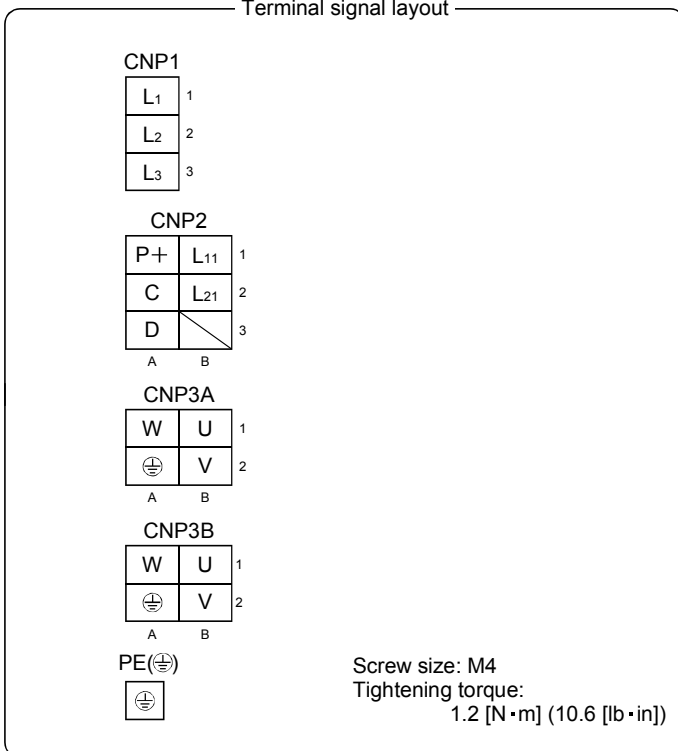 Terminal signal layout
CNP1
L1 1
L2 2
L3 3
CNP2
P+ L11 1
C L21 2
D 3
A B
CNP3A
W U 1
⏚ V 2
A B
CNP3B
W U 1
⏚ V 2
A B
PE(⏚)
⏚
Screw size: M4
Tightening torque:
1.2 [N・m] (10.6 [lb・in])